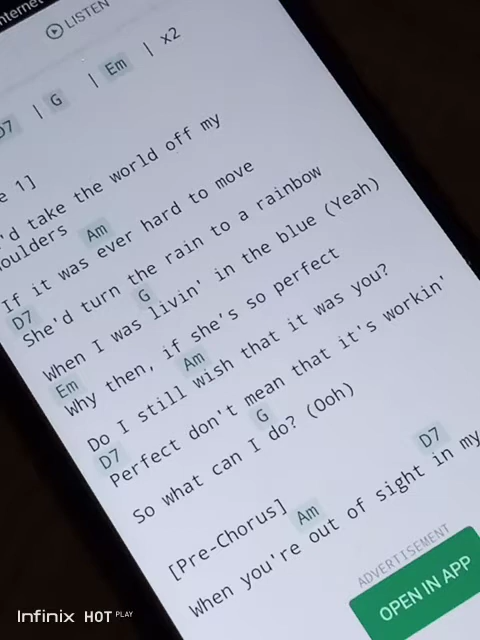 LISTEN
D7 | G | Em | x2
e 1]
'd take the world off my
oulders
Am
If it was ever hard to move
D7
She'd turn the rain to a rainbow
G
When I was livin' in the blue (Yeah)
Em
Why then, if she's so perfect
Am
Do I still wish that it was you?
D7
Perfect don't mean that it's workin'
G
So what can I do? (Ooh)
[Pre-Chorus]
Am D7
When you're out of sight in my
ADVERTISEMENT
OPEN IN APP
Infinix HOT PLAY